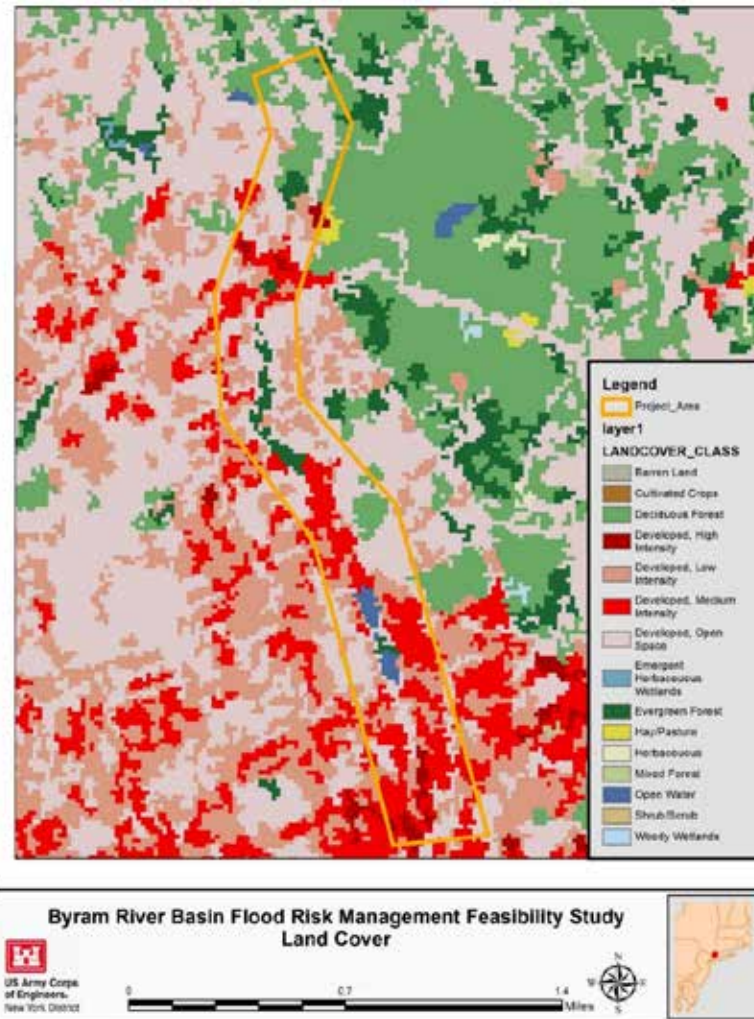 Legend
Project_Area
layer1
LANDCOVER_CLASS
Barren Land
Cultivated Crops
Deciduous Forest
Developed, High
Intensity
Developed, Low
Intensity
Developed, Medium
Intensity
Developed, Open
Space
Emergent
Herbaceuous
Wetlands
Evergreen Forest
Hay/Pasture
Herbaceuous
Mixed Forest
Open Water
Shrub/Scrub
Woody Wetlands
Byram River Basin Flood Risk Management Feasibility Study
Land Cover
US Army Corps
of Engineers.
New York District
0 0.7 1.4
Miles
N
W E
S